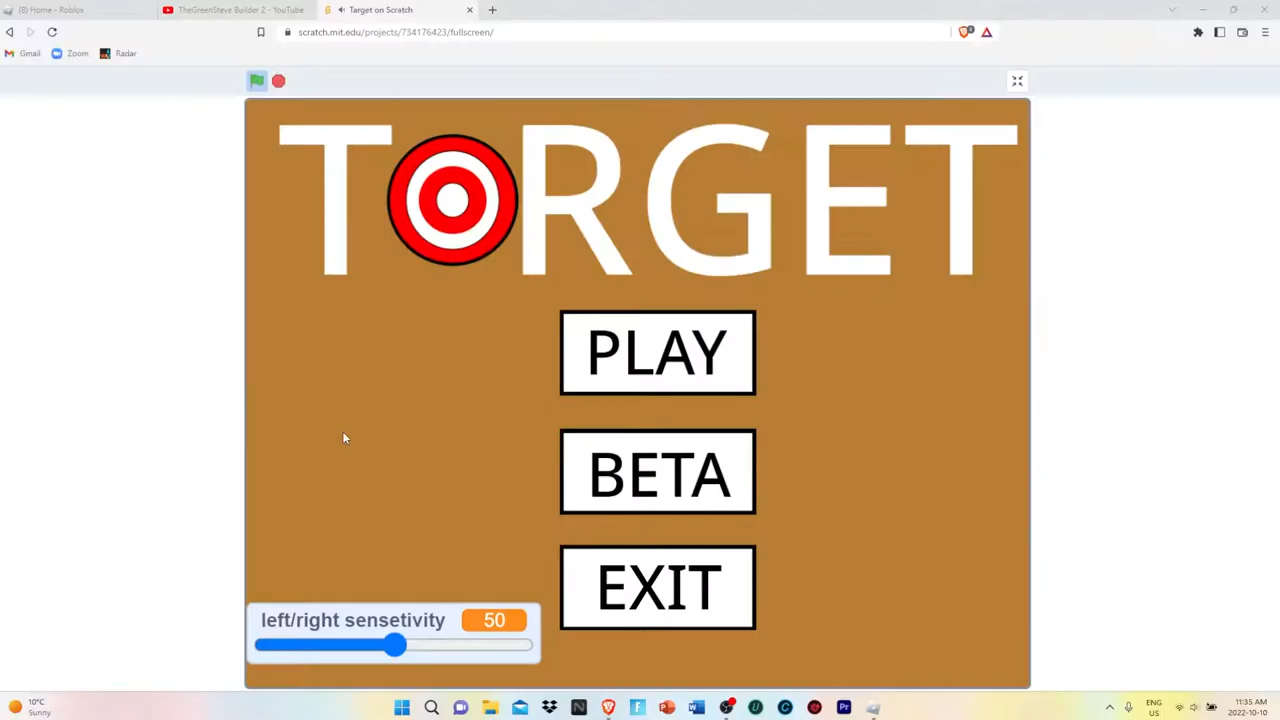 (8) Home - Roblox
TheGreenSteve Builder 2 - YouTube
Target on Scratch
scratch.mit.edu/projects/734176423/fullscreen/
Gmail
Zoom
Radar
T RGET
PLAY
BETA
EXIT
left/right sensetivity 50
10°C
Sunny
ENG
US
11:35 AM
2022-10-10